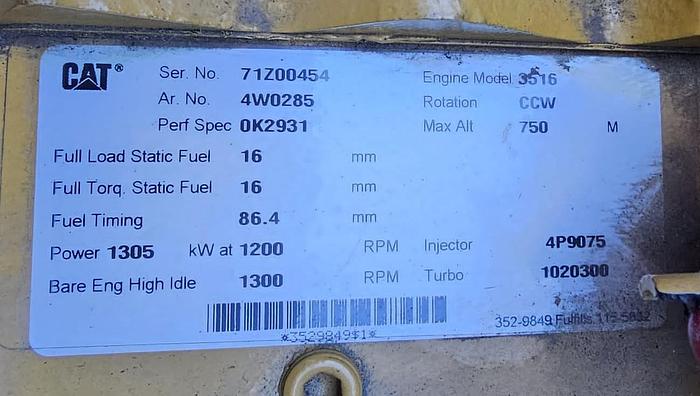 CAT® Ser. No. 71Z00454 Engine Model 3516
Ar. No. 4W0285 Rotation CCW
Perf Spec 0K2931 Max Alt 750 M
Full Load Static Fuel 16 mm
Full Torq. Static Fuel 16 mm
Fuel Timing 86.4 mm
Power 1305 kW at 1200 RPM Injector 4P9075
Bare Eng High Idle 1300 RPM Turbo 1020300
*3529849$1*
352-9849 Fulfills